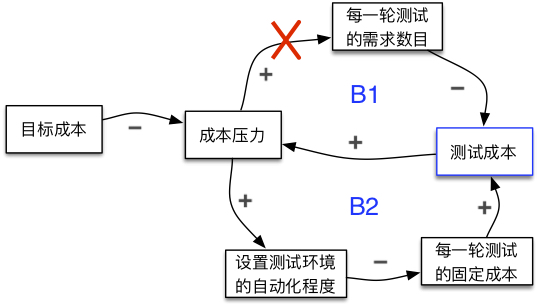 每一轮测试
的需求数目
+
B1
−
目标成本
−
成本压力
+
测试成本
+
B2
+
设置测试环境
的自动化程度
−
每一轮测试
的固定成本